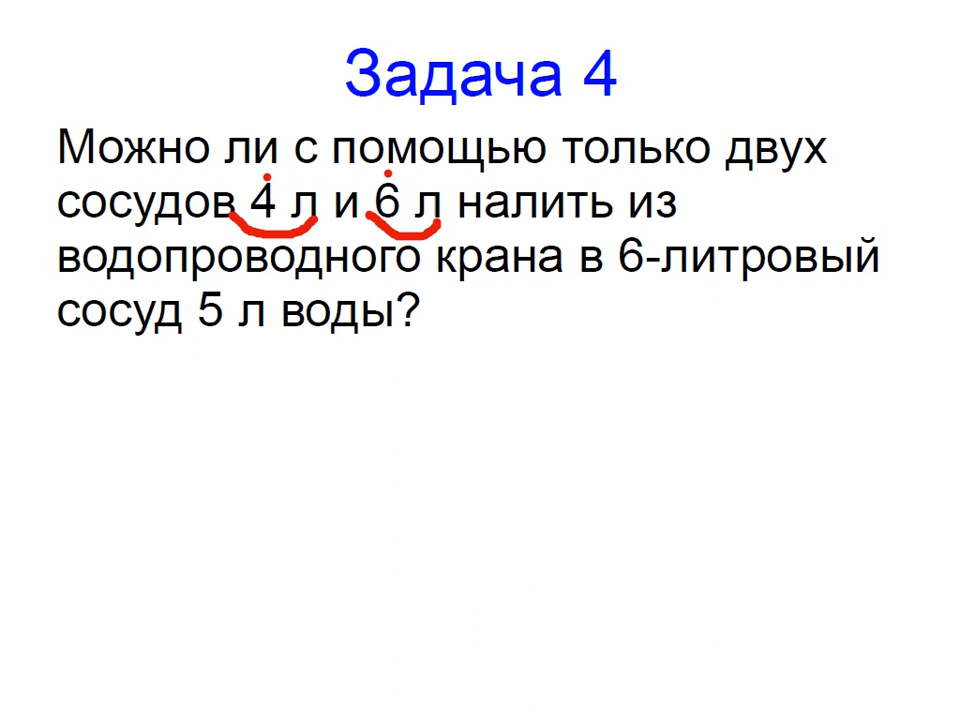 Задача 4
Можно ли с помощью только двух
сосудов 4 л и 6 л налить из
водопроводного крана в 6-литровый
сосуд 5 л воды?